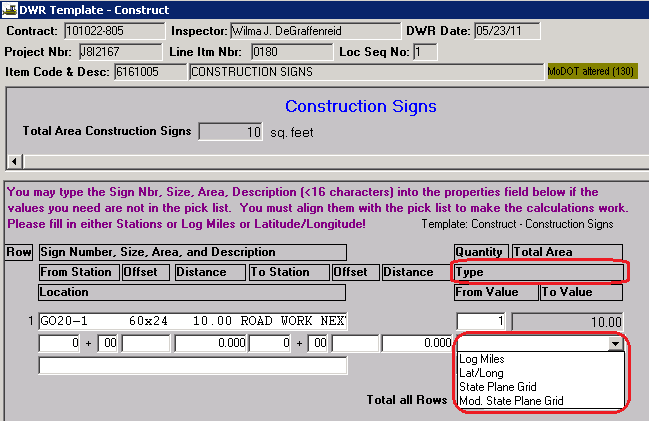 DWR Template - Construct
Contract: 101022-805 Inspector: Wilma J. DeGraffenreid DWR Date: 05/23/11
Project Nbr: J8I2167 Line Itm Nbr: 0180 Loc Seq No: 1
Item Code & Desc: 6161005 CONSTRUCTION SIGNS MoDOT altered (130)
Construction Signs
Total Area Construction Signs 10 sq. feet
You may type the Sign Nbr, Size, Area, Description (<16 characters) into the properties field below if the
values you need are not in the pick list. You must align them with the pick list to make the calculations work.
Please fill in either Stations or Log Miles or Latitude/Longitude! Template: Construct - Construction Signs
Row Sign Number, Size, Area, and Description Quantity Total Area
From Station Offset Distance To Station Offset Distance Type
Location From Value To Value
1 GO20-1 60x24 10.00 ROAD WORK NEXT 1 10.00
0 + 00 0.000 0 + 00 0.000
Log Miles
Lat/Long
State Plane Grid
Mod. State Plane Grid
Total all Rows